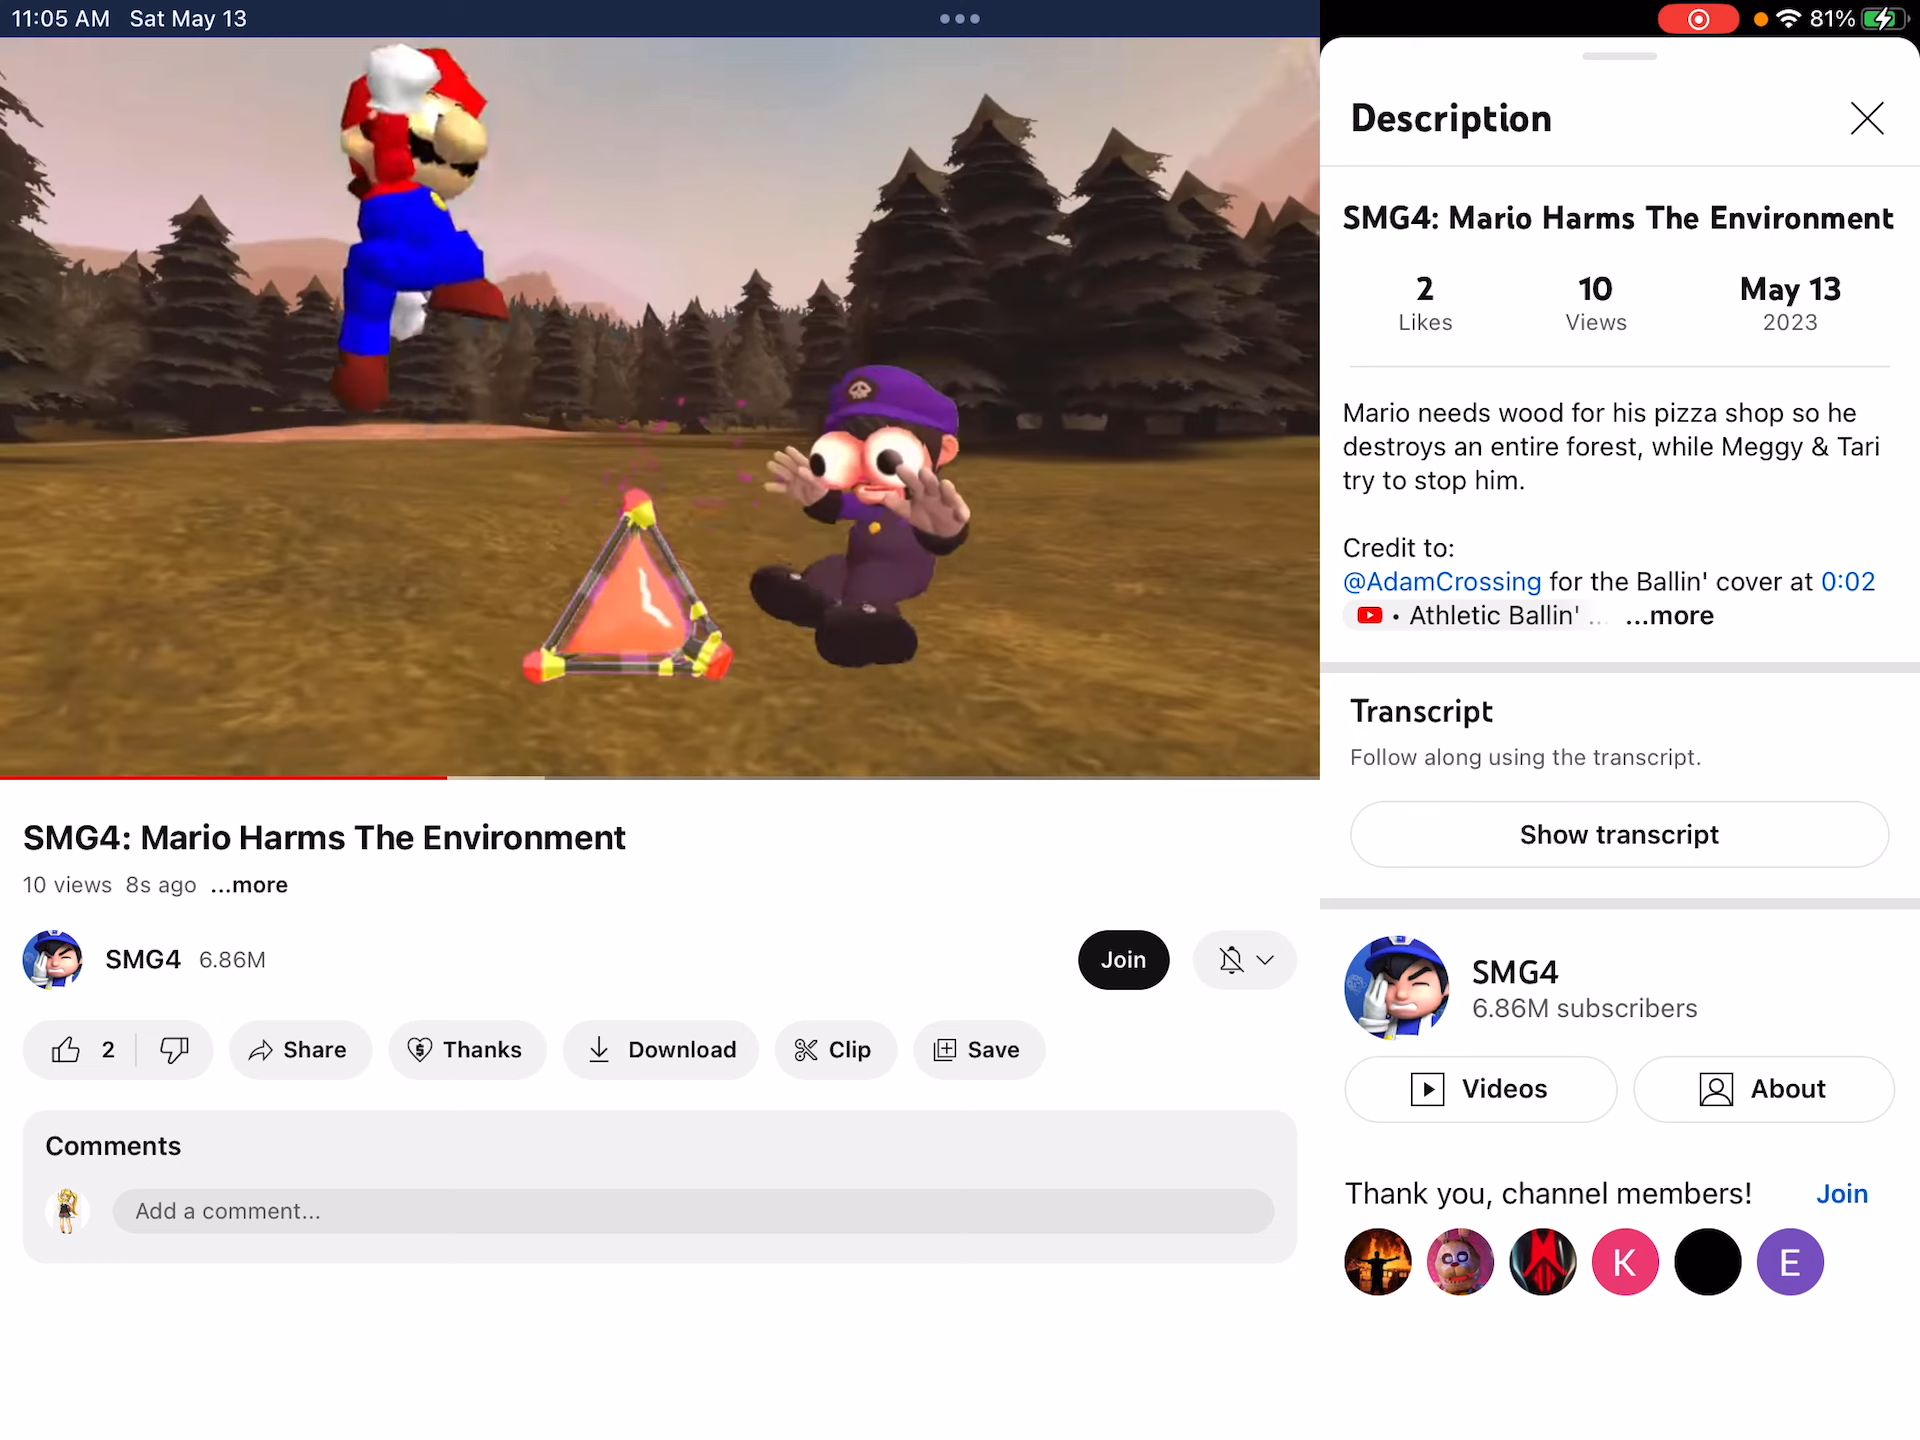 11:05 AM Sat May 13
81%
SMG4: Mario Harms The Environment
10 views 8s ago ...more
SMG4 6.86M
Join
2
Share
Thanks
Download
Clip
Save
Comments
Add a comment...
Description
SMG4: Mario Harms The Environment
2 10 May 13
Likes Views 2023
Mario needs wood for his pizza shop so he
destroys an entire forest, while Meggy & Tari
try to stop him.
Credit to:
@AdamCrossing for the Ballin' cover at 0:02
• Athletic Ballin' ... ...more
Transcript
Follow along using the transcript.
Show transcript
SMG4
6.86M subscribers
Videos
About
Thank you, channel members! Join
K
E